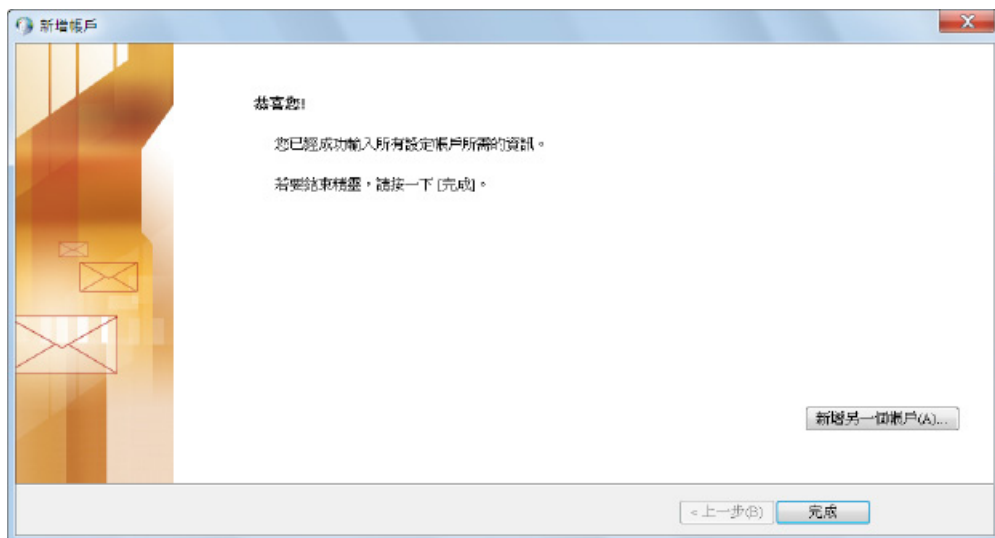 新增帳戶
恭喜您!
您已經成功輸入所有設定帳戶所需的資訊。
若要結束精靈，請按一下 [完成]。
新增另一個帳戶(A)...
< 上一步(B)
完成